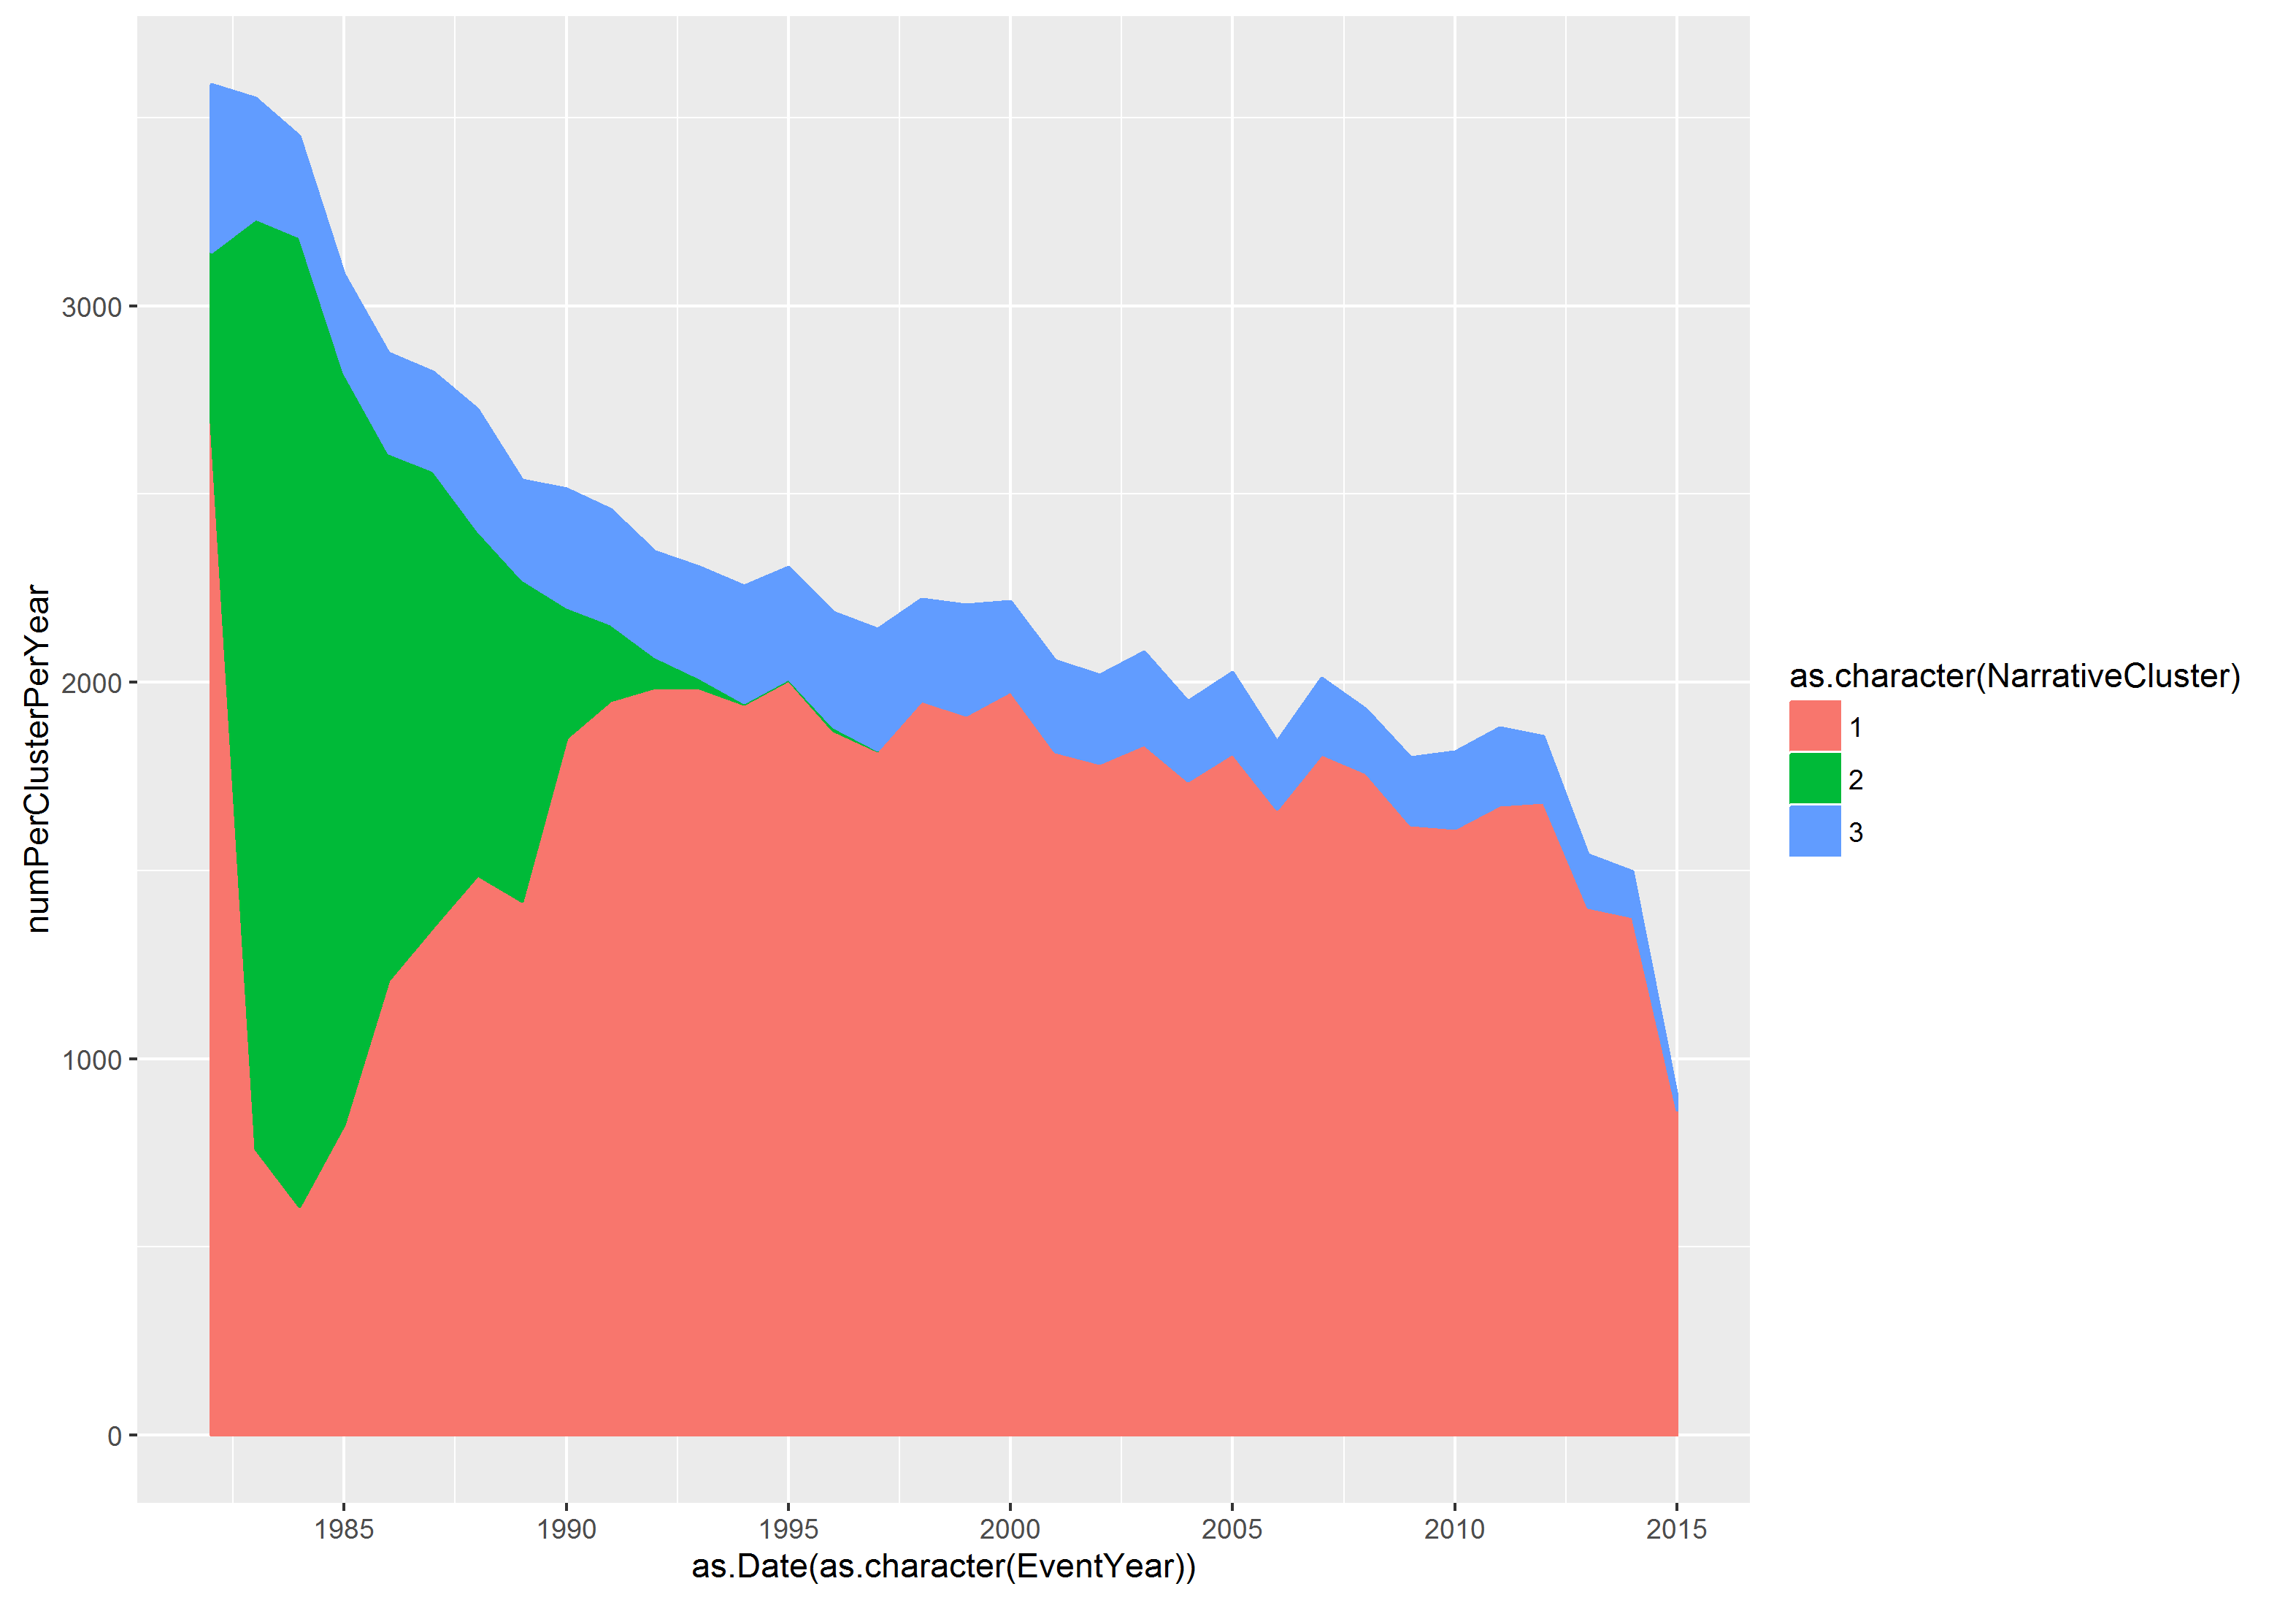 numPerClusterPerYear
3000
2000
1000
0
1985 1990 1995 2000 2005 2010 2015
as.Date(as.character(EventYear))
as.character(NarrativeCluster)
1
2
3